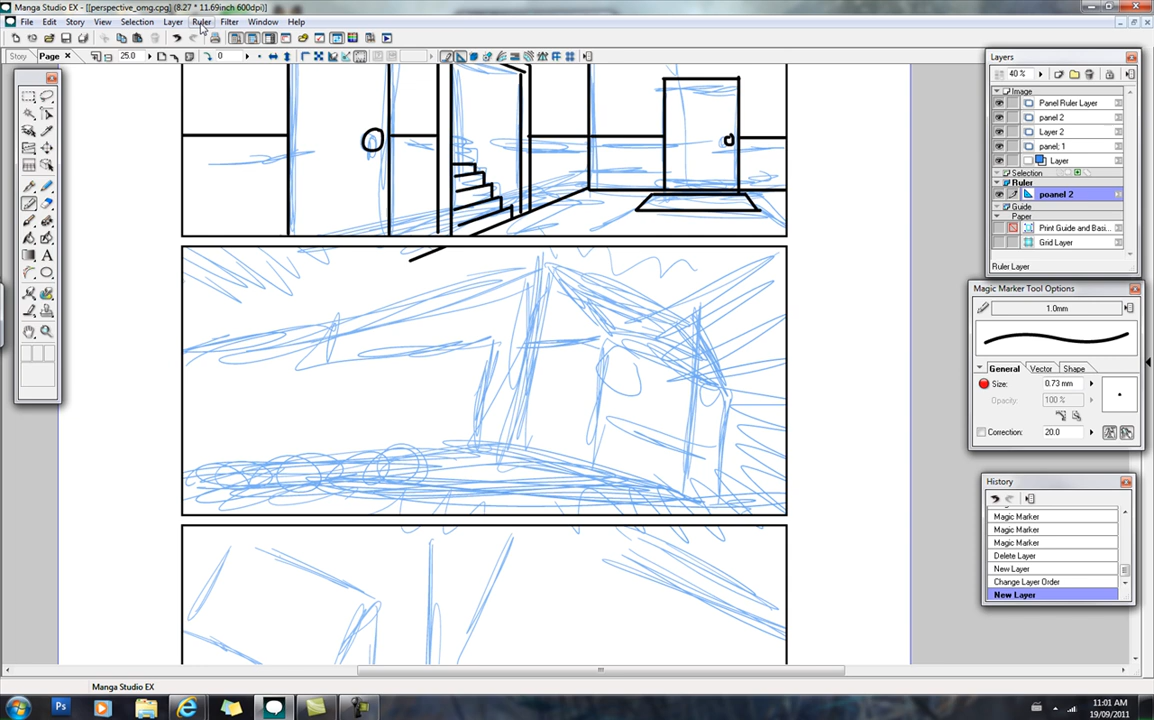 Manga Studio EX - [[perspective_omg.cpg] (8.27 * 11.69inch 600dpi)]
File Edit Story View Selection Layer Ruler Filter Window Help
Story Page 25.0 0
Layers
40 %
Image
Panel Ruler Layer
panel 2
Layer 2
panel; 1
Layer
Selection
Ruler
poanel 2
Guide
Paper
Print Guide and Basi...
Grid Layer
Ruler Layer
Magic Marker Tool Options
1.0mm
General Vector Shape
Size: 0.73 mm
Opacity: 100 %
Correction: 20.0
History
Magic Marker
Magic Marker
Magic Marker
Delete Layer
New Layer
Change Layer Order
New Layer
Manga Studio EX
Ps
11:01 AM
19/09/2011